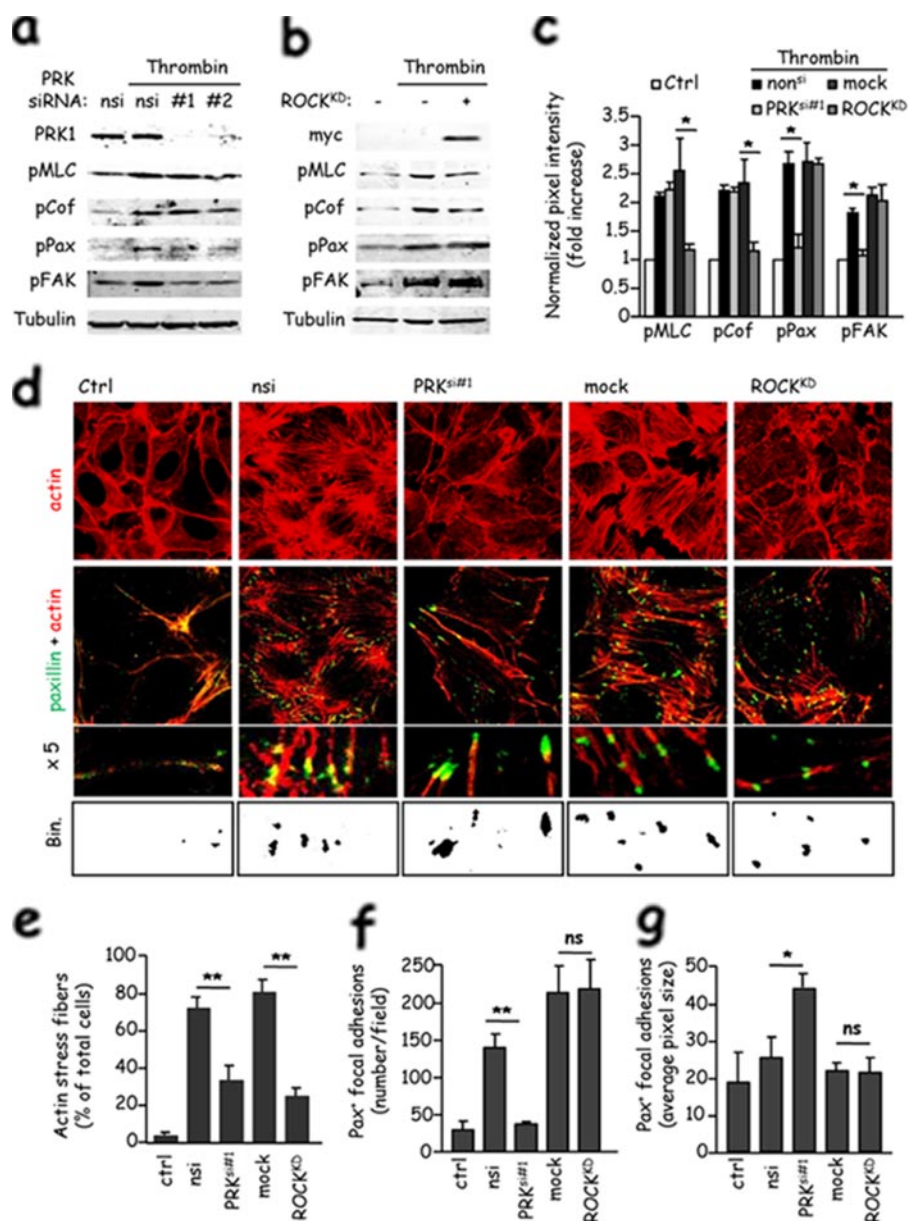 a
PRK
Thrombin
siRNA: nsi nsi #1 #2
PRK1
pMLC
pCof
pPax
pFAK
Tubulin
b
Thrombin
ROCKᴷᴰ: - - +
myc
pMLC
pCof
pPax
pFAK
Tubulin
c
Thrombin
Ctrl nonˢⁱ mock
PRKˢⁱ#¹ ROCKᴷᴰ
Normalized pixel intensity
(fold increase)
3.5
3
2.5
2
1
0.5
0
* * * *
pMLC pCof pPax pFAK
d
Ctrl nsi PRKˢⁱ#¹ mock ROCKᴷᴰ
actin
paxillin + actin
x 5
Bin.
e
Actin stress fibers
(% of total cells)
100
80
60
40
20
0
** **
ctrl nsi PRKˢⁱ#¹ mock ROCKᴷᴰ
f
Pax⁺ focal adhesions
(number/field)
250
200
150
100
50
0
** ns
ctrl nsi PRKˢⁱ#¹ mock ROCKᴷᴰ
g
Pax⁺ focal adhesions
(average pixel size)
60
40
20
0
* ns
ctrl nsi PRKˢⁱ#¹ mock ROCKᴷᴰ